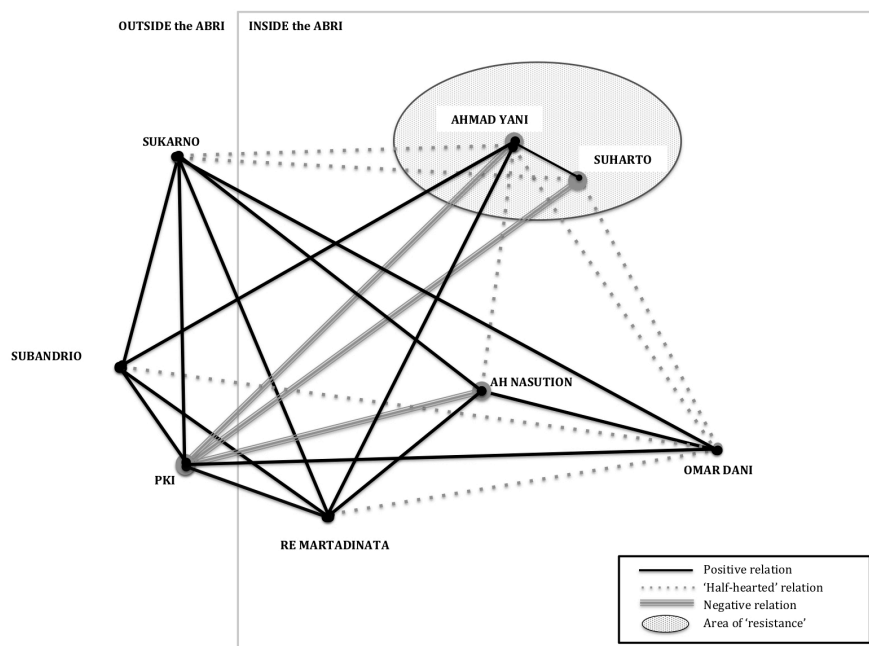 OUTSIDE the ABRI
INSIDE the ABRI
AHMAD YANI
SUKARNO
SUHARTO
SUBANDRIO
AH NASUTION
OMAR DANI
PKI
RE MARTADINATA
Positive relation
‘Half-hearted’ relation
Negative relation
Area of ‘resistance’